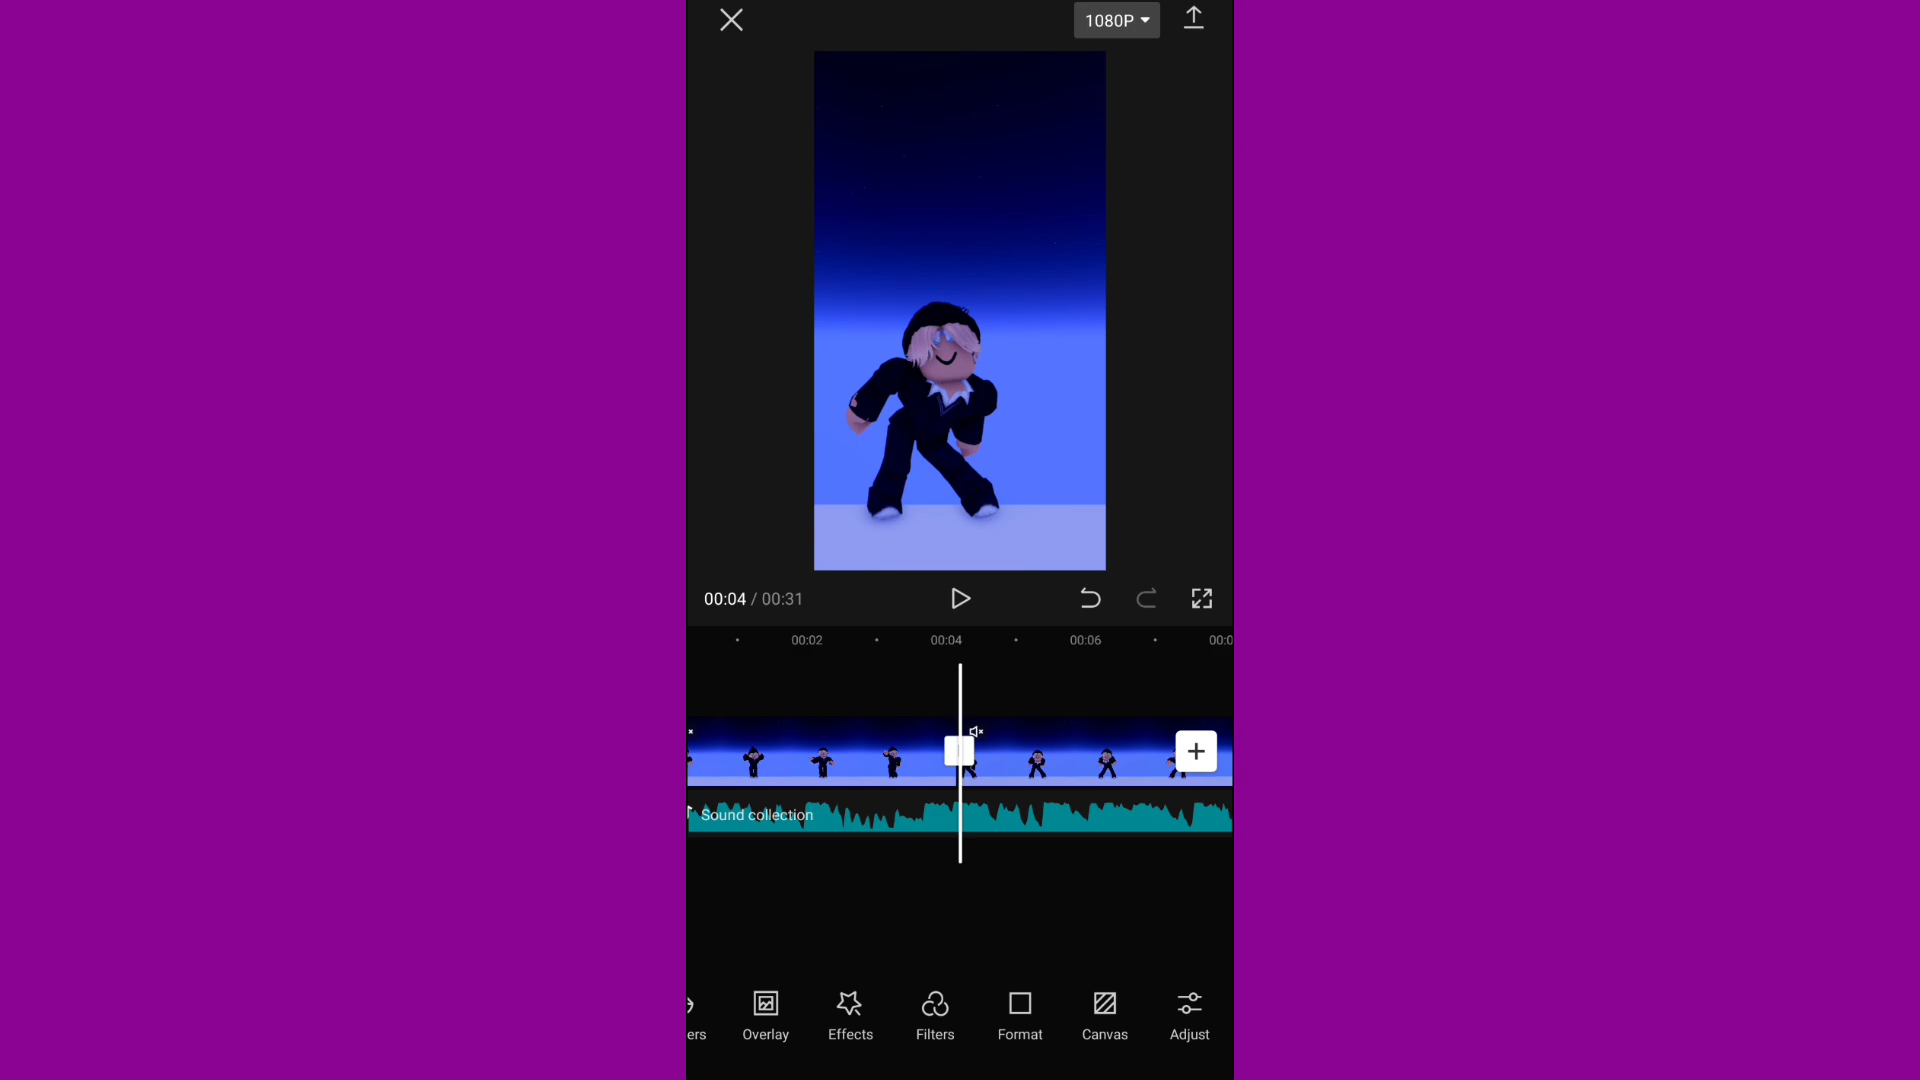 1080P
00:04 / 00:31
00:02 00:04 00:06 00:0
Sound collection
ers Overlay Effects Filters Format Canvas Adjust